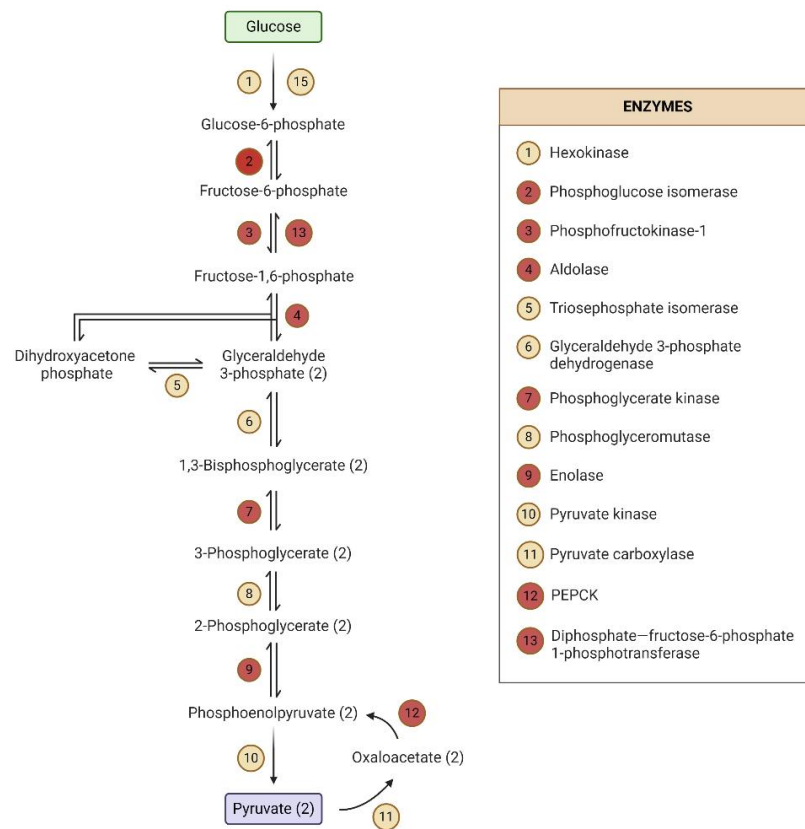 Glucose
1
15
Glucose-6-phosphate
2
Fructose-6-phosphate
3
13
Fructose-1,6-phosphate
4
Dihydroxyacetone
phosphate
5
Glyceraldehyde
3-phosphate (2)
6
1,3-Bisphosphoglycerate (2)
7
3-Phosphoglycerate (2)
8
2-Phosphoglycerate (2)
9
Phosphoenolpyruvate (2)
12
10
Oxaloacetate (2)
Pyruvate (2)
11
ENZYMES
1 Hexokinase
2 Phosphoglucose isomerase
3 Phosphofructokinase-1
4 Aldolase
5 Triosephosphate isomerase
6 Glyceraldehyde 3-phosphate
dehydrogenase
7 Phosphoglycerate kinase
8 Phosphoglyceromutase
9 Enolase
10 Pyruvate kinase
11 Pyruvate carboxylase
12 PEPCK
13 Diphosphate—fructose-6-phosphate
1-phosphotransferase